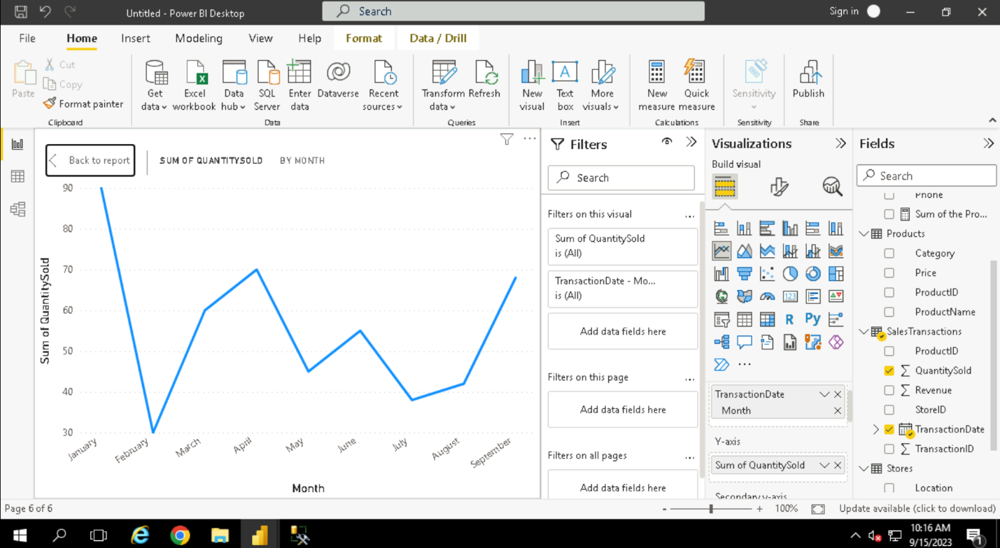 Untitled - Power BI Desktop
Search
Sign in
File
Home
Insert
Modeling
View
Help
Format
Data / Drill
Paste
Cut
Copy
Format painter
Clipboard
Get data
Excel workbook
Data hub
SQL Server
Enter data
Dataverse
Recent sources
Data
Transform data
Refresh
Queries
New visual
A
Text box
More visuals
Insert
New measure
Quick measure
Calculations
Sensitivity
Sensitivity
Publish
Share
Back to report
SUM OF QUANTITYSOLD
BY MONTH
90
80
70
60
50
40
30
Sum of QuantitySold
January
February
March
April
May
June
July
August
September
Month
Filters
Search
Filters on this visual
Sum of QuantitySold
is (All)
TransactionDate - Mo...
is (All)
Add data fields here
Filters on this page
Add data fields here
Filters on all pages
Add data fields here
Visualizations
Build visual
123
R
Py
TransactionDate
Month
Y-axis
Sum of QuantitySold
Secondary y-axis
Fields
Search
Phone
Sum of the Pro...
Products
Category
Price
ProductID
ProductName
SalesTransactions
ProductID
QuantitySold
Revenue
StoreID
TransactionDate
TransactionID
Stores
Location
Page 6 of 6
100%
Update available (click to download)
10:16 AM
9/15/2023
1